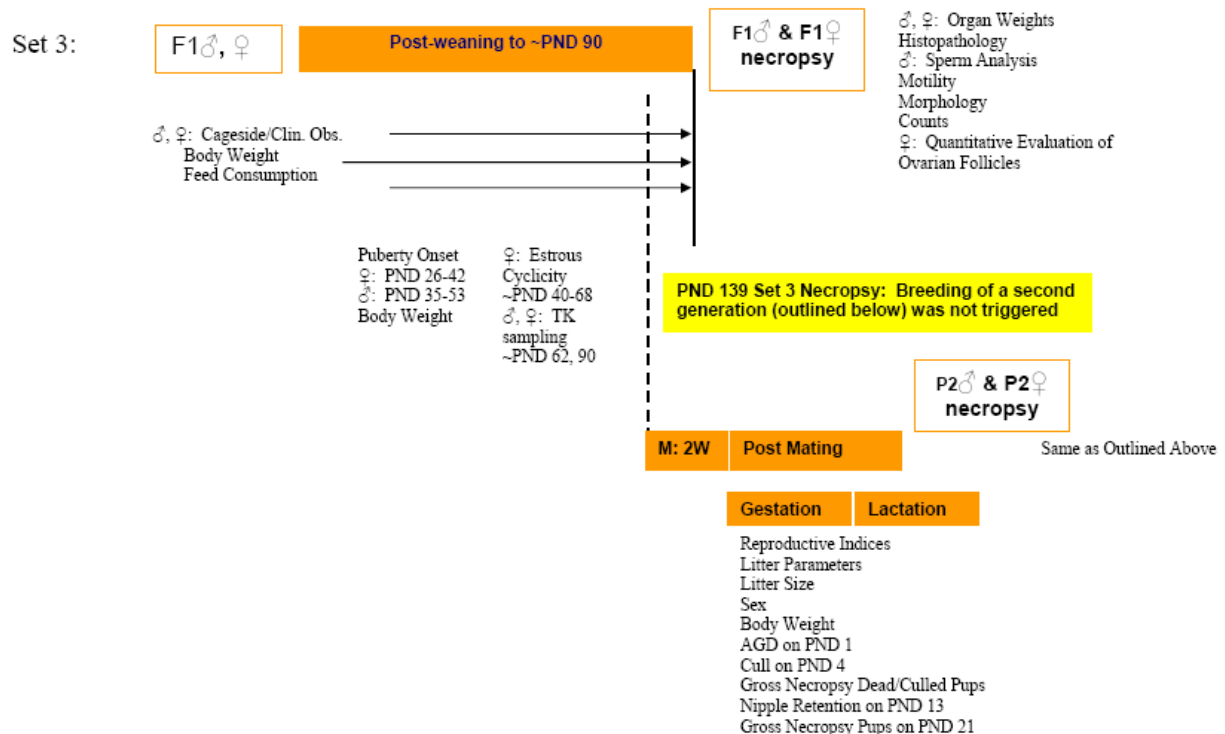 Set 3:
F1♂, ♀
Post-weaning to ~PND 90
F1♂ & F1♀
necropsy
♂, ♀: Organ Weights
Histopathology
♂: Sperm Analysis
Motility
Morphology
Counts
♀: Quantitative Evaluation of
Ovarian Follicles
♂, ♀: Cageside/Clin. Obs.
Body Weight
Feed Consumption
Puberty Onset
♀: PND 26-42
♂: PND 35-53
Body Weight
♀: Estrous
Cyclicity
~PND 40-68
♂, ♀: TK
sampling
~PND 62, 90
PND 139 Set 3 Necropsy: Breeding of a second
generation (outlined below) was not triggered
P2♂ & P2♀
necropsy
M: 2W
Post Mating
Same as Outlined Above
Gestation
Lactation
Reproductive Indices
Litter Parameters
Litter Size
Sex
Body Weight
AGD on PND 1
Cull on PND 4
Gross Necropsy Dead/Culled Pups
Nipple Retention on PND 13
Gross Necropsy Pups on PND 21